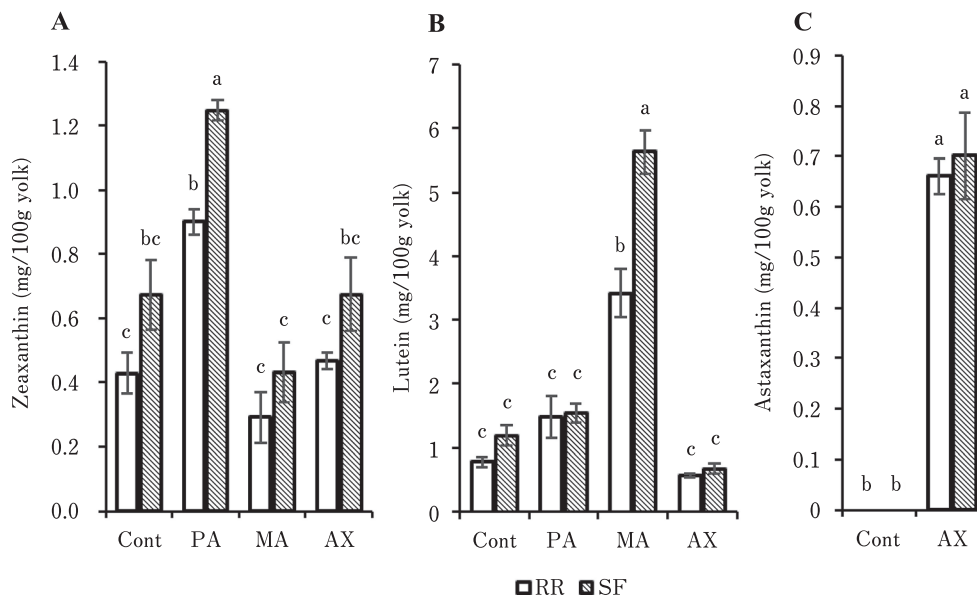 A
Zeaxanthin (mg/100g yolk)
1.4
1.2
1.0
0.8
0.6
0.4
0.2
0.0
c
bc
b
a
c
c
c
bc
Cont
PA
MA
AX
B
Lutein (mg/100g yolk)
7
6
5
4
3
2
1
0
c
c
c
c
b
a
c
c
Cont
PA
MA
AX
C
Astaxanthin (mg/100g yolk)
0.9
0.8
0.7
0.6
0.5
0.4
0.3
0.2
0.1
0
b
b
a
a
Cont
AX
RR
SF